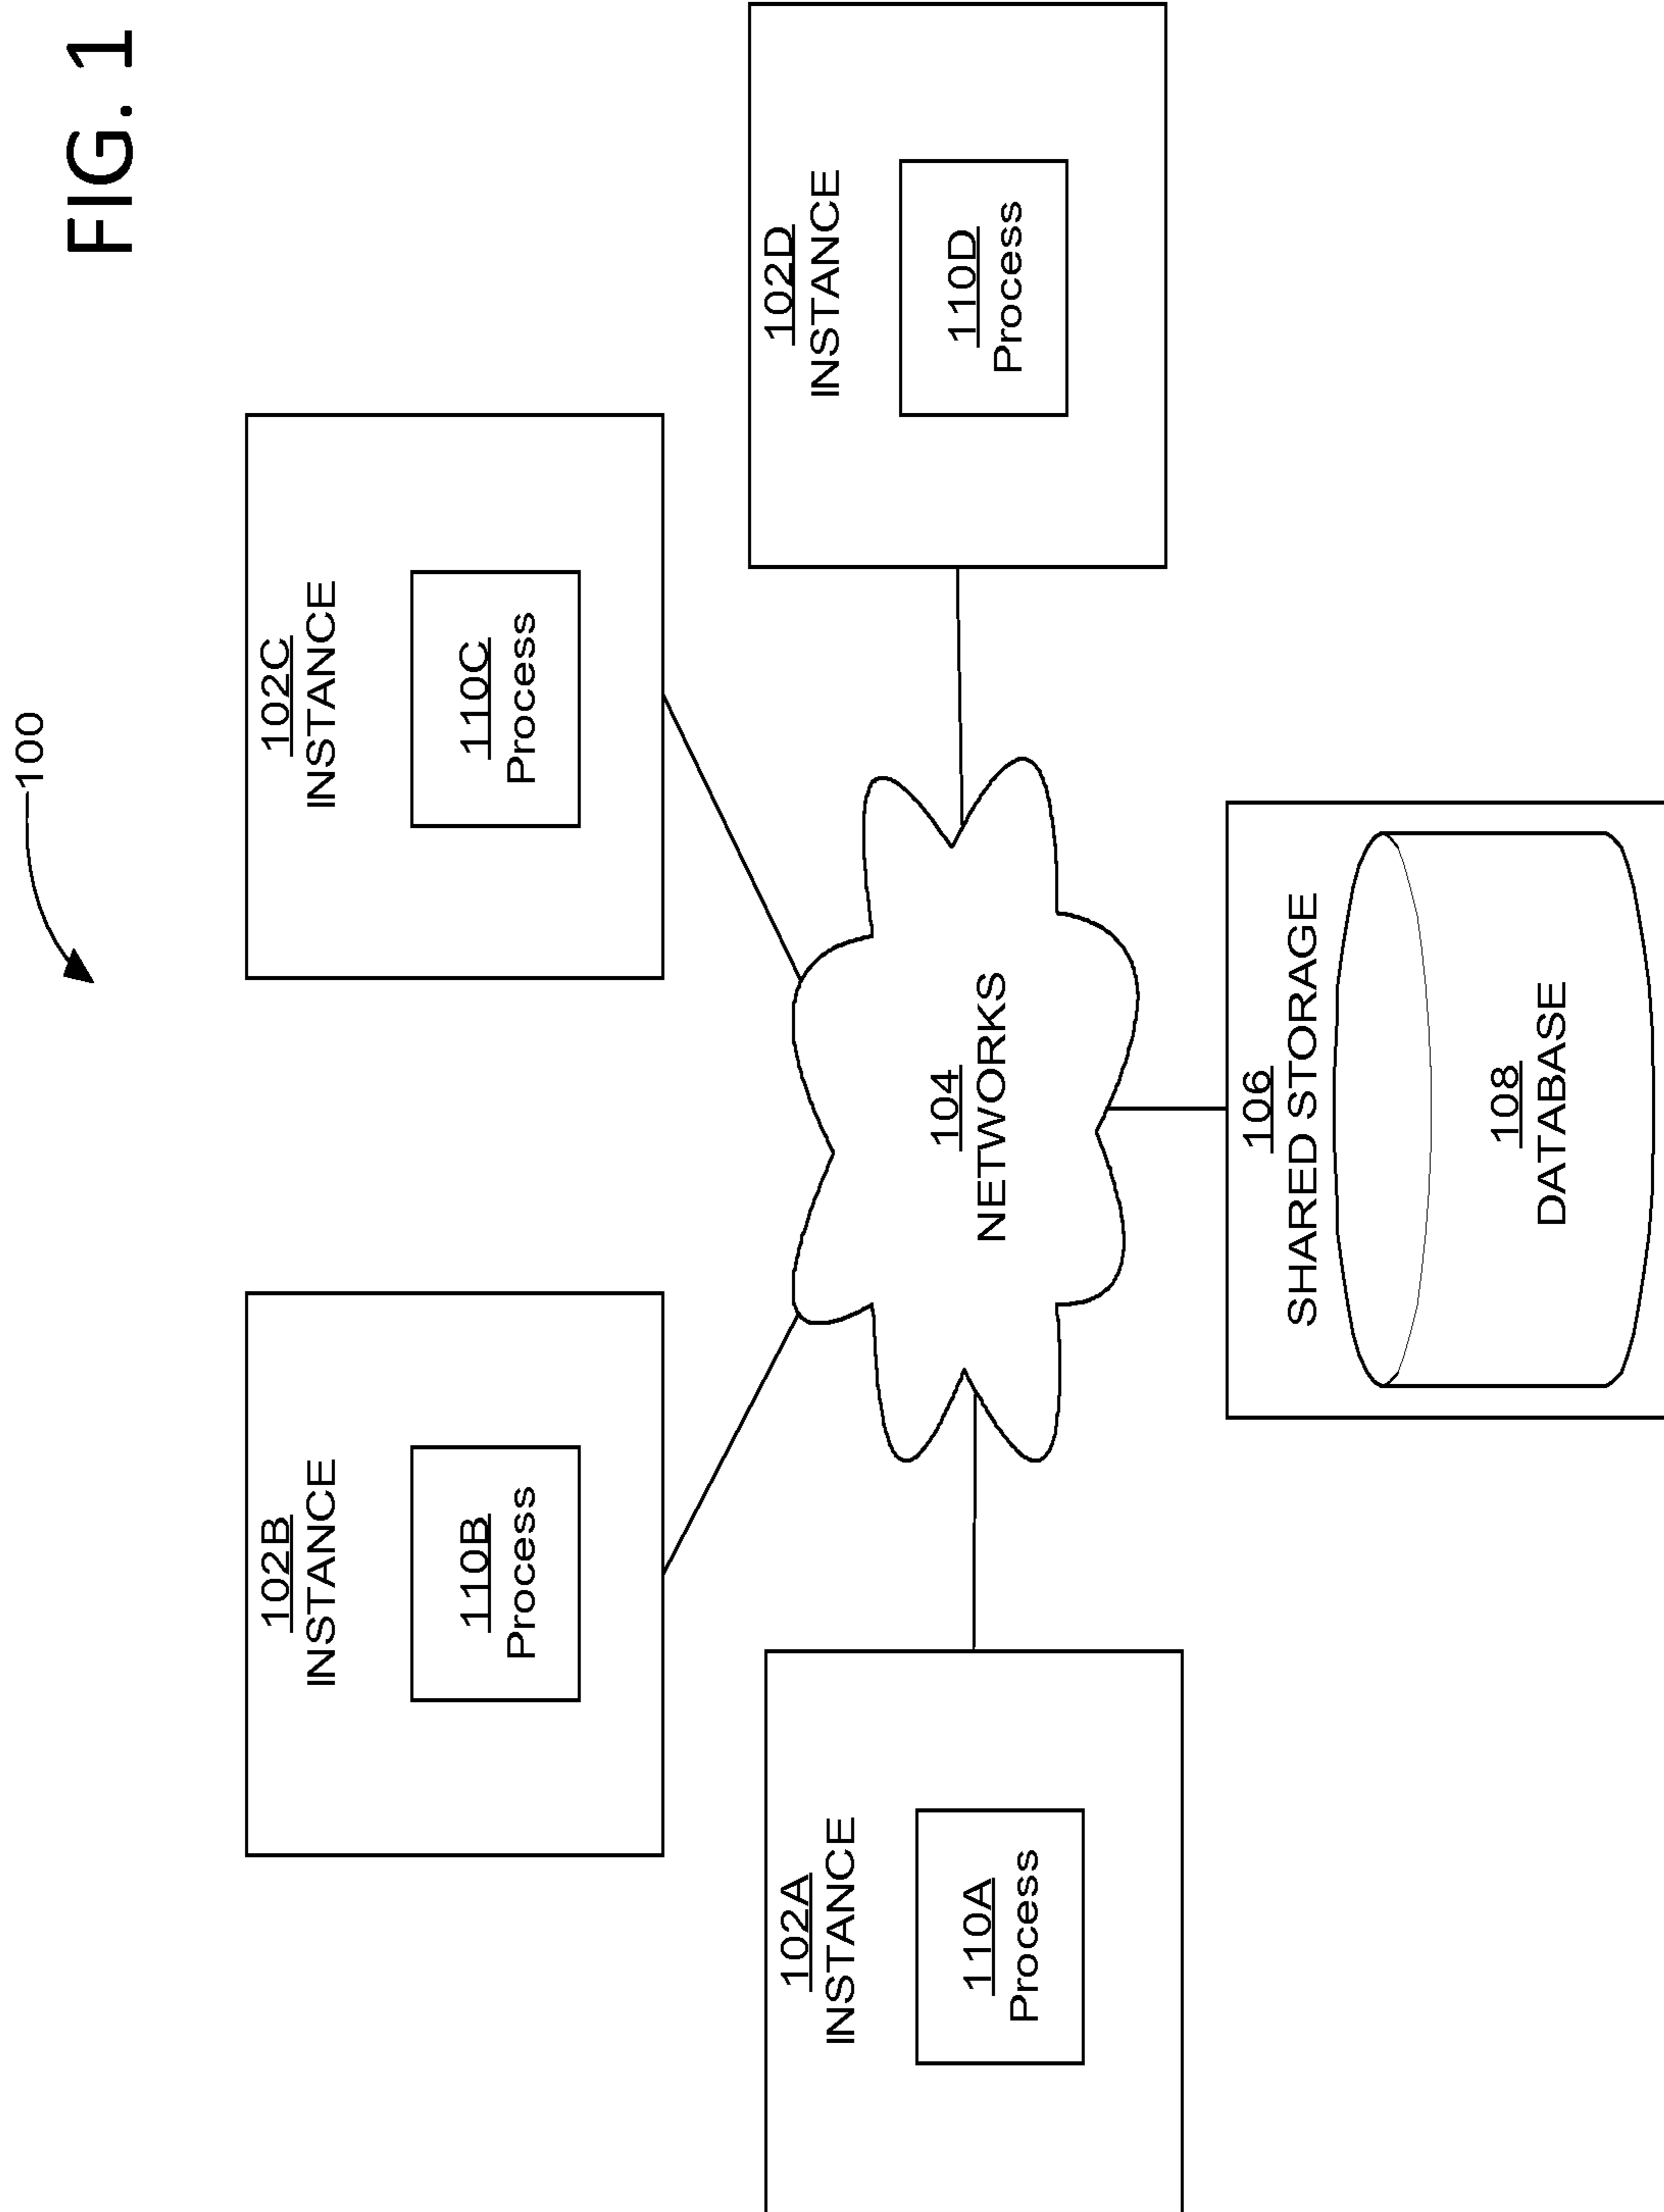 FIG. 1
100
102B
INSTANCE
110B
Process
102C
INSTANCE
110C
Process
102A
INSTANCE
110A
Process
104
NETWORKS
102D
INSTANCE
110D
Process
106
SHARED STORAGE
108
DATABASE